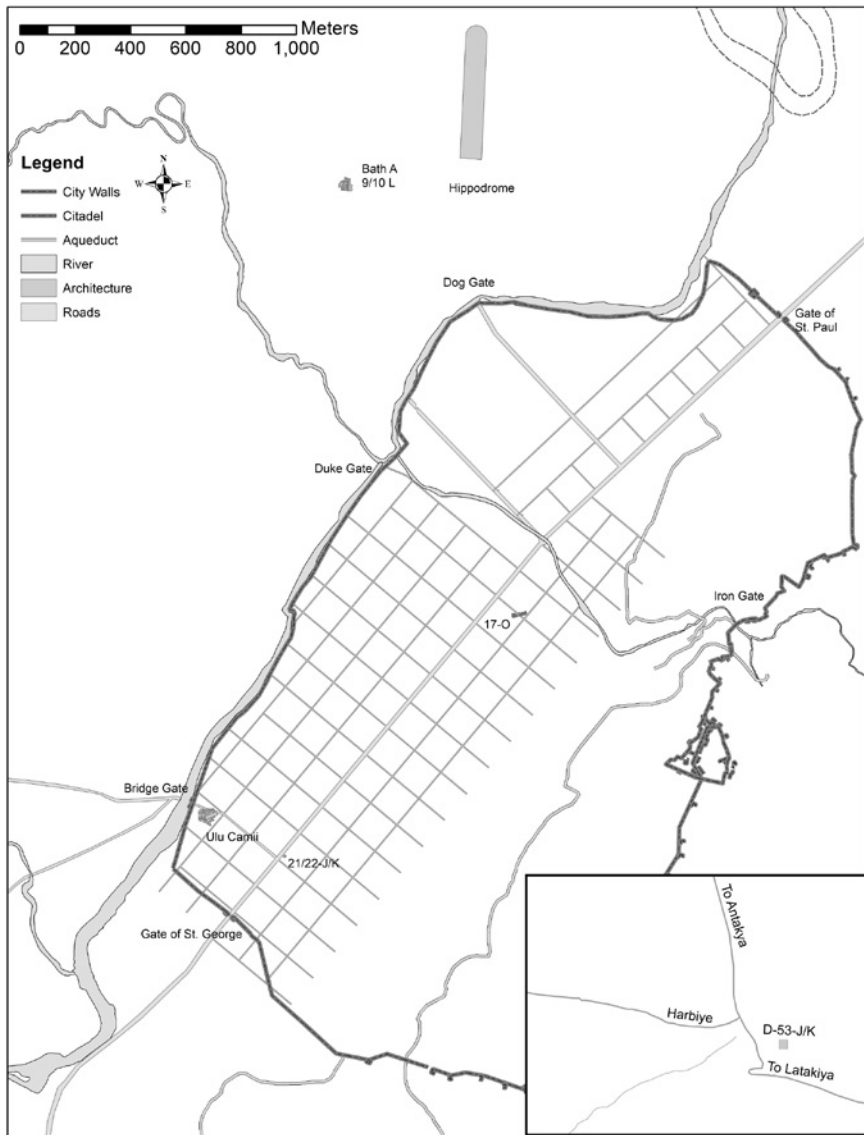 Meters
0 200 400 600 800 1,000
Legend
City Walls
Citadel
Aqueduct
River
Architecture
Roads
N
W E
S
Bath A
9/10 L
Hippodrome
Dog Gate
Gate of
St. Paul
Duke Gate
Iron Gate
17-O
Bridge Gate
Ulu Camii
21/22-J/K
Gate of St. George
To Antakya
Harbiye
D-53-J/K
To Latakiya